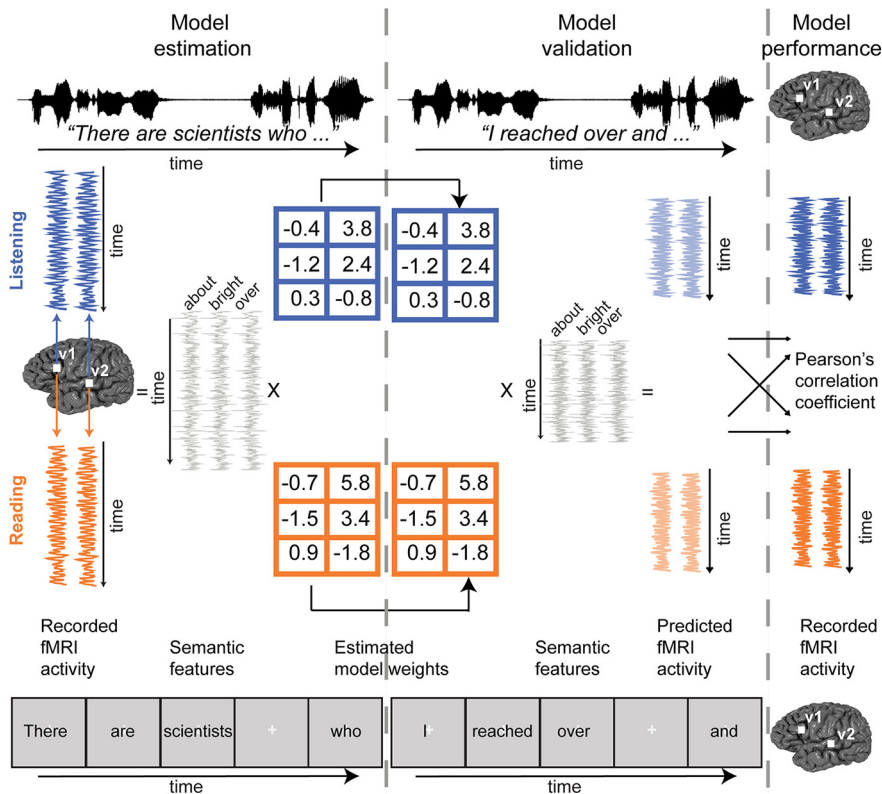 Model
estimation
Model
validation
Model
performance
v1
v2
"There are scientists who ..."
"I reached over and ..."
time
time
Listening
time
-0.4 3.8
-1.2 2.4
0.3 -0.8
-0.4 3.8
-1.2 2.4
0.3 -0.8
time
time
about bright over
v1
v2
=
time
X
X
about bright over
time
=
Pearson's
correlation
coefficient
Reading
time
-0.7 5.8
-1.5 3.4
0.9 -1.8
-0.7 5.8
-1.5 3.4
0.9 -1.8
time
time
Recorded
fMRI
activity
Semantic
features
Estimated
model weights
Semantic
features
Predicted
fMRI
activity
Recorded
fMRI
activity
There are scientists + who
I reached over + and
v1
v2
time
time